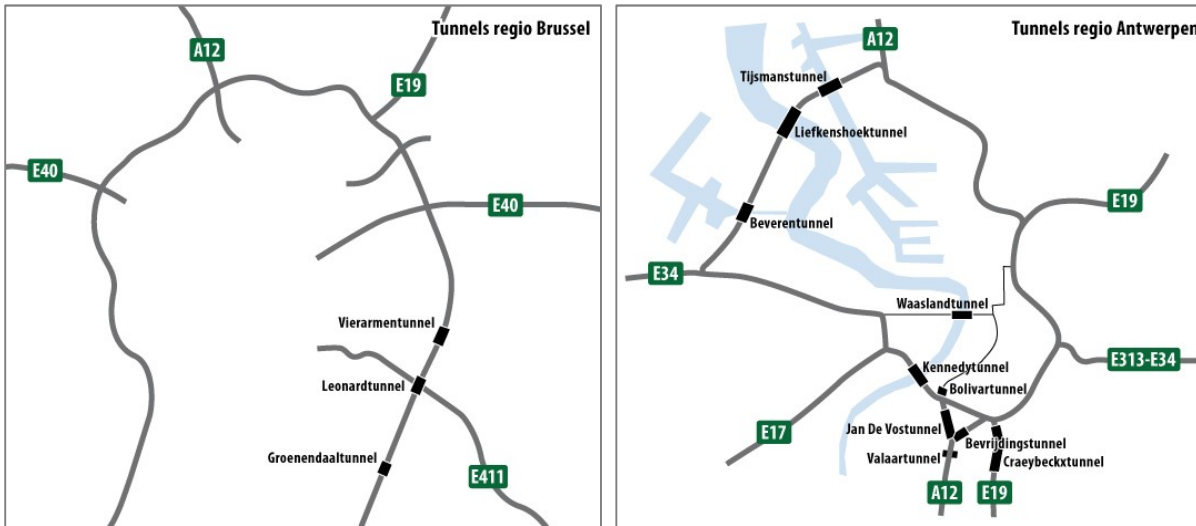 Tunnels regio Brussel
A12
E19
E40
E40
Vierarmentunnel
Leonardtunnel
Groenendaaltunnel
E411
Tunnels regio Antwerpen
A12
Tijsmanstunnel
Liefkenshoektunnel
E19
Beverentunnel
E34
Waaslandtunnel
E313-E34
Kennedytunnel
Bolivartunnel
E17
Jan De Vostunnel
Bevrijdingstunnel
Valaartunnel
Craeybeckxtunnel
A12
E19